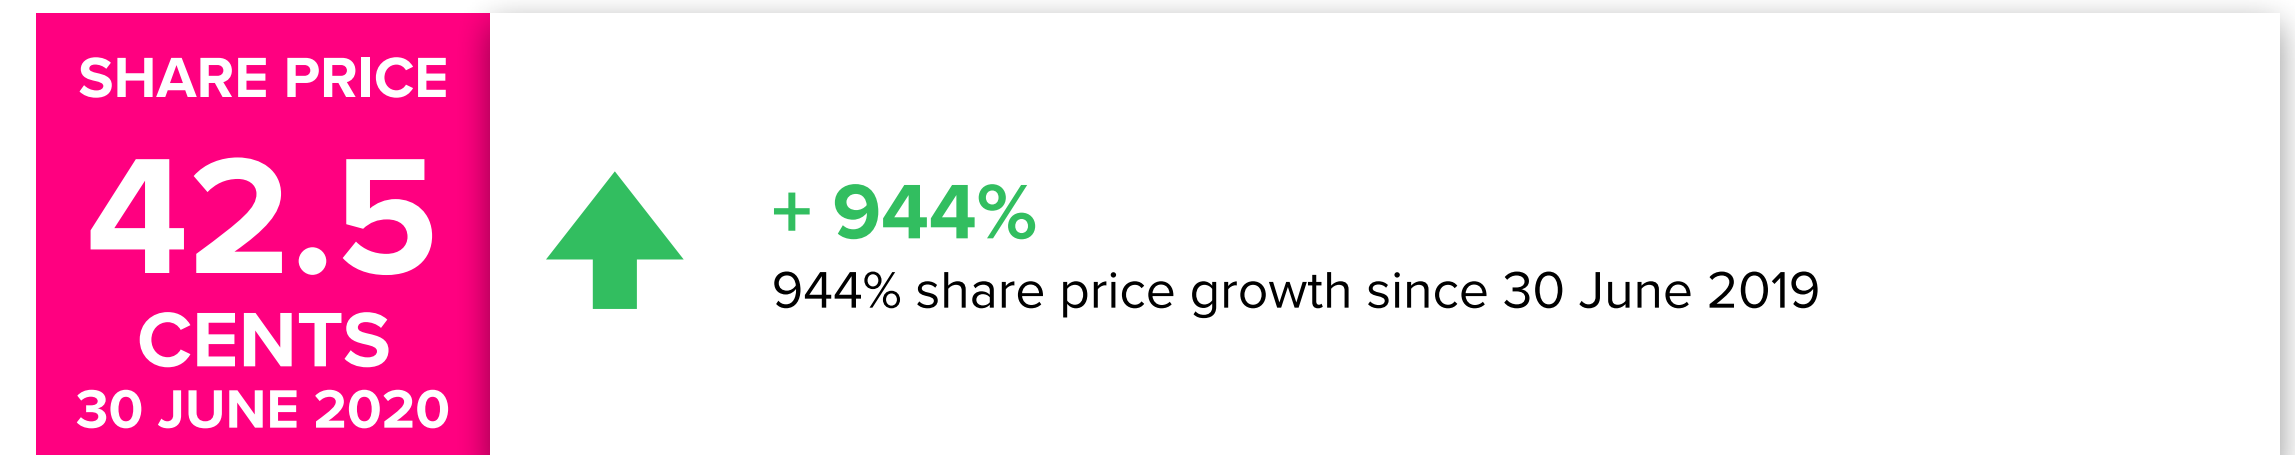 SHARE PRICE
42.5
CENTS
30 JUNE 2020
+ 944%
944% share price growth since 30 June 2019